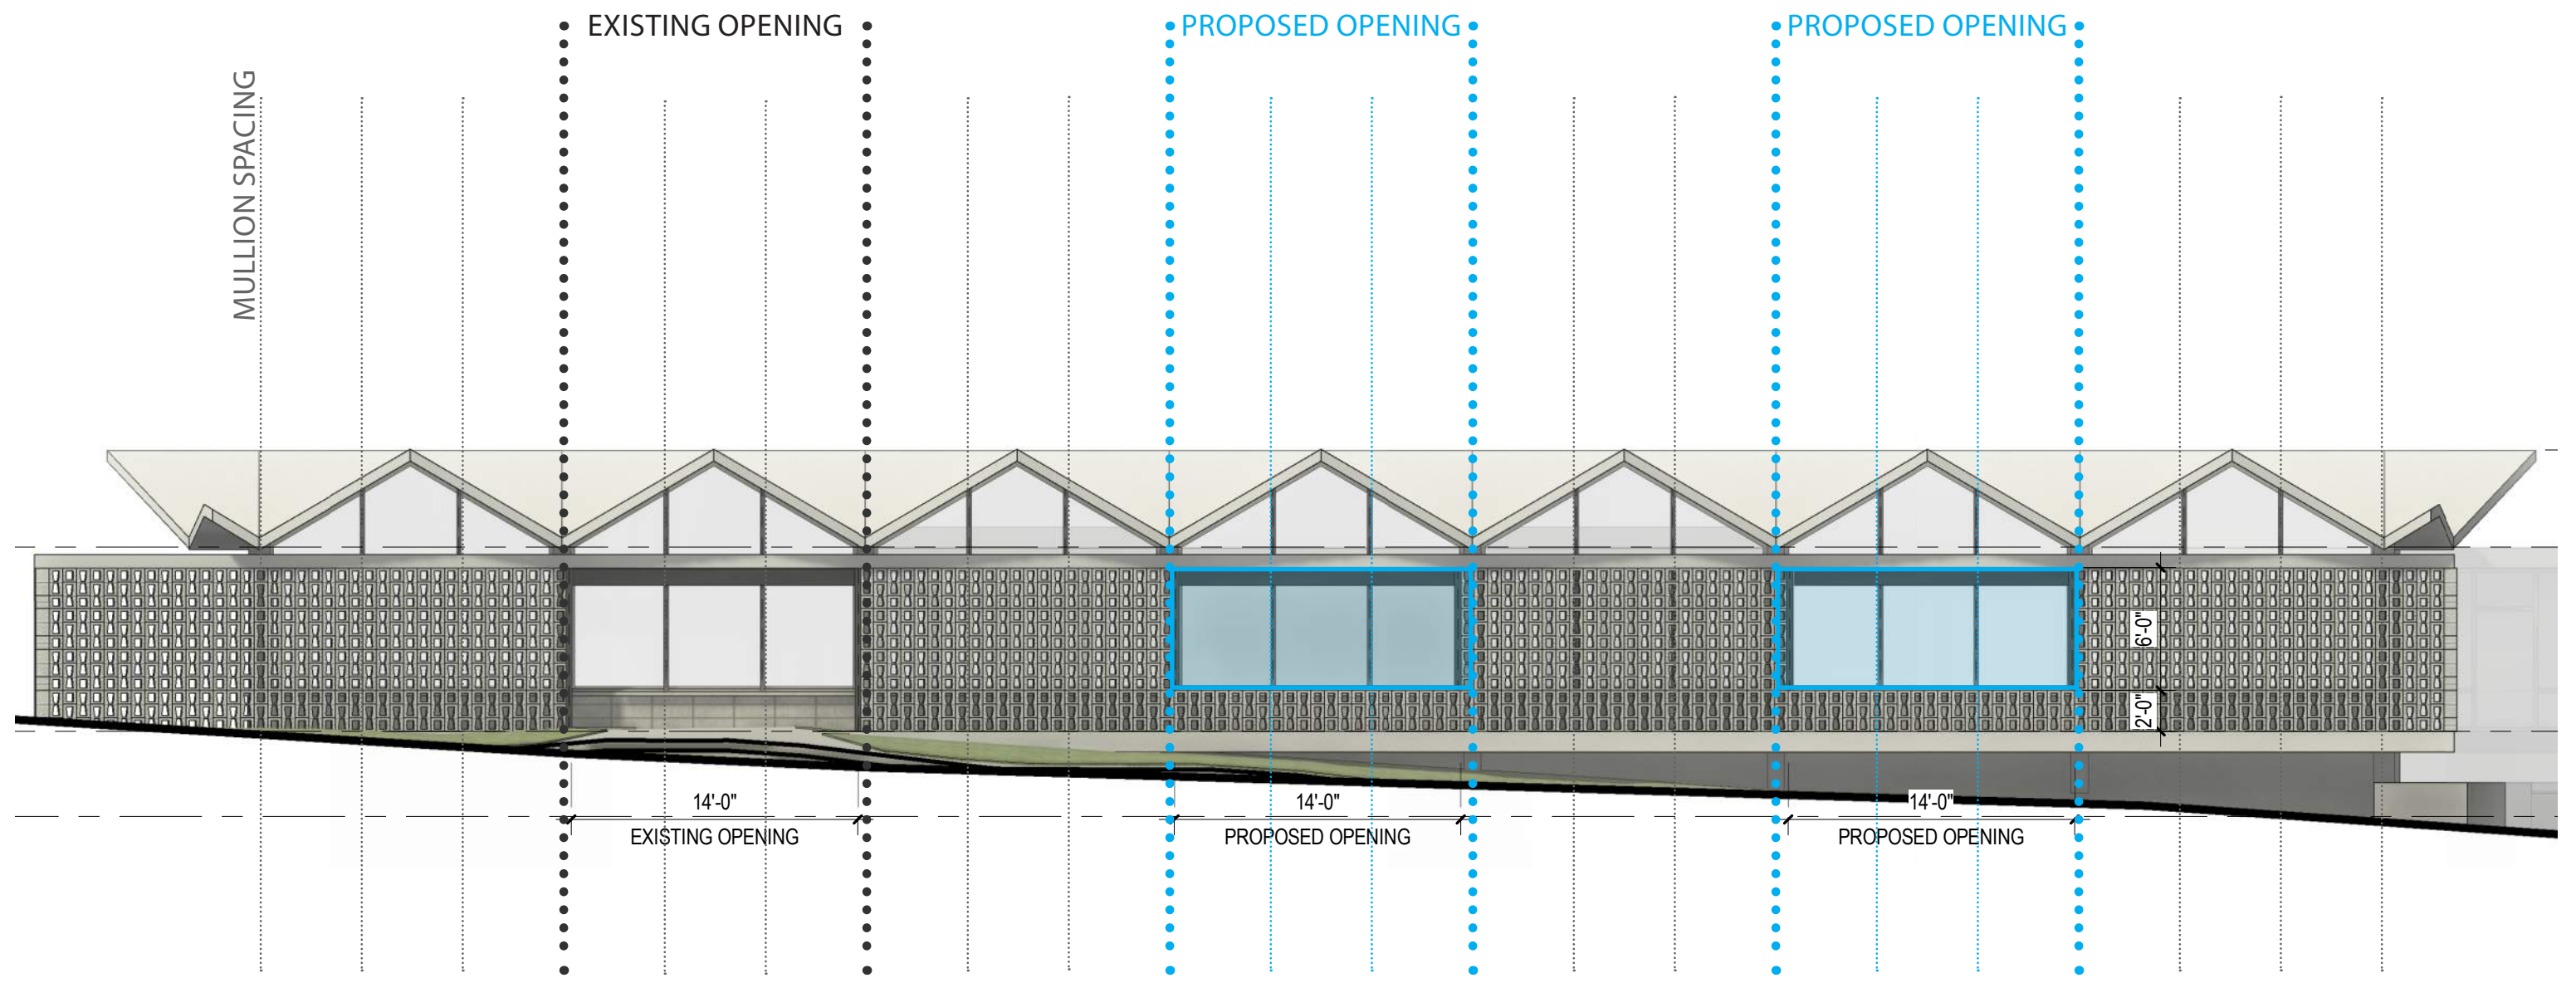 EXISTING OPENING
PROPOSED OPENING
PROPOSED OPENING
MULLION SPACING
6'-0"
2'-0"
14'-0"
EXISTING OPENING
14'-0"
PROPOSED OPENING
14'-0"
PROPOSED OPENING